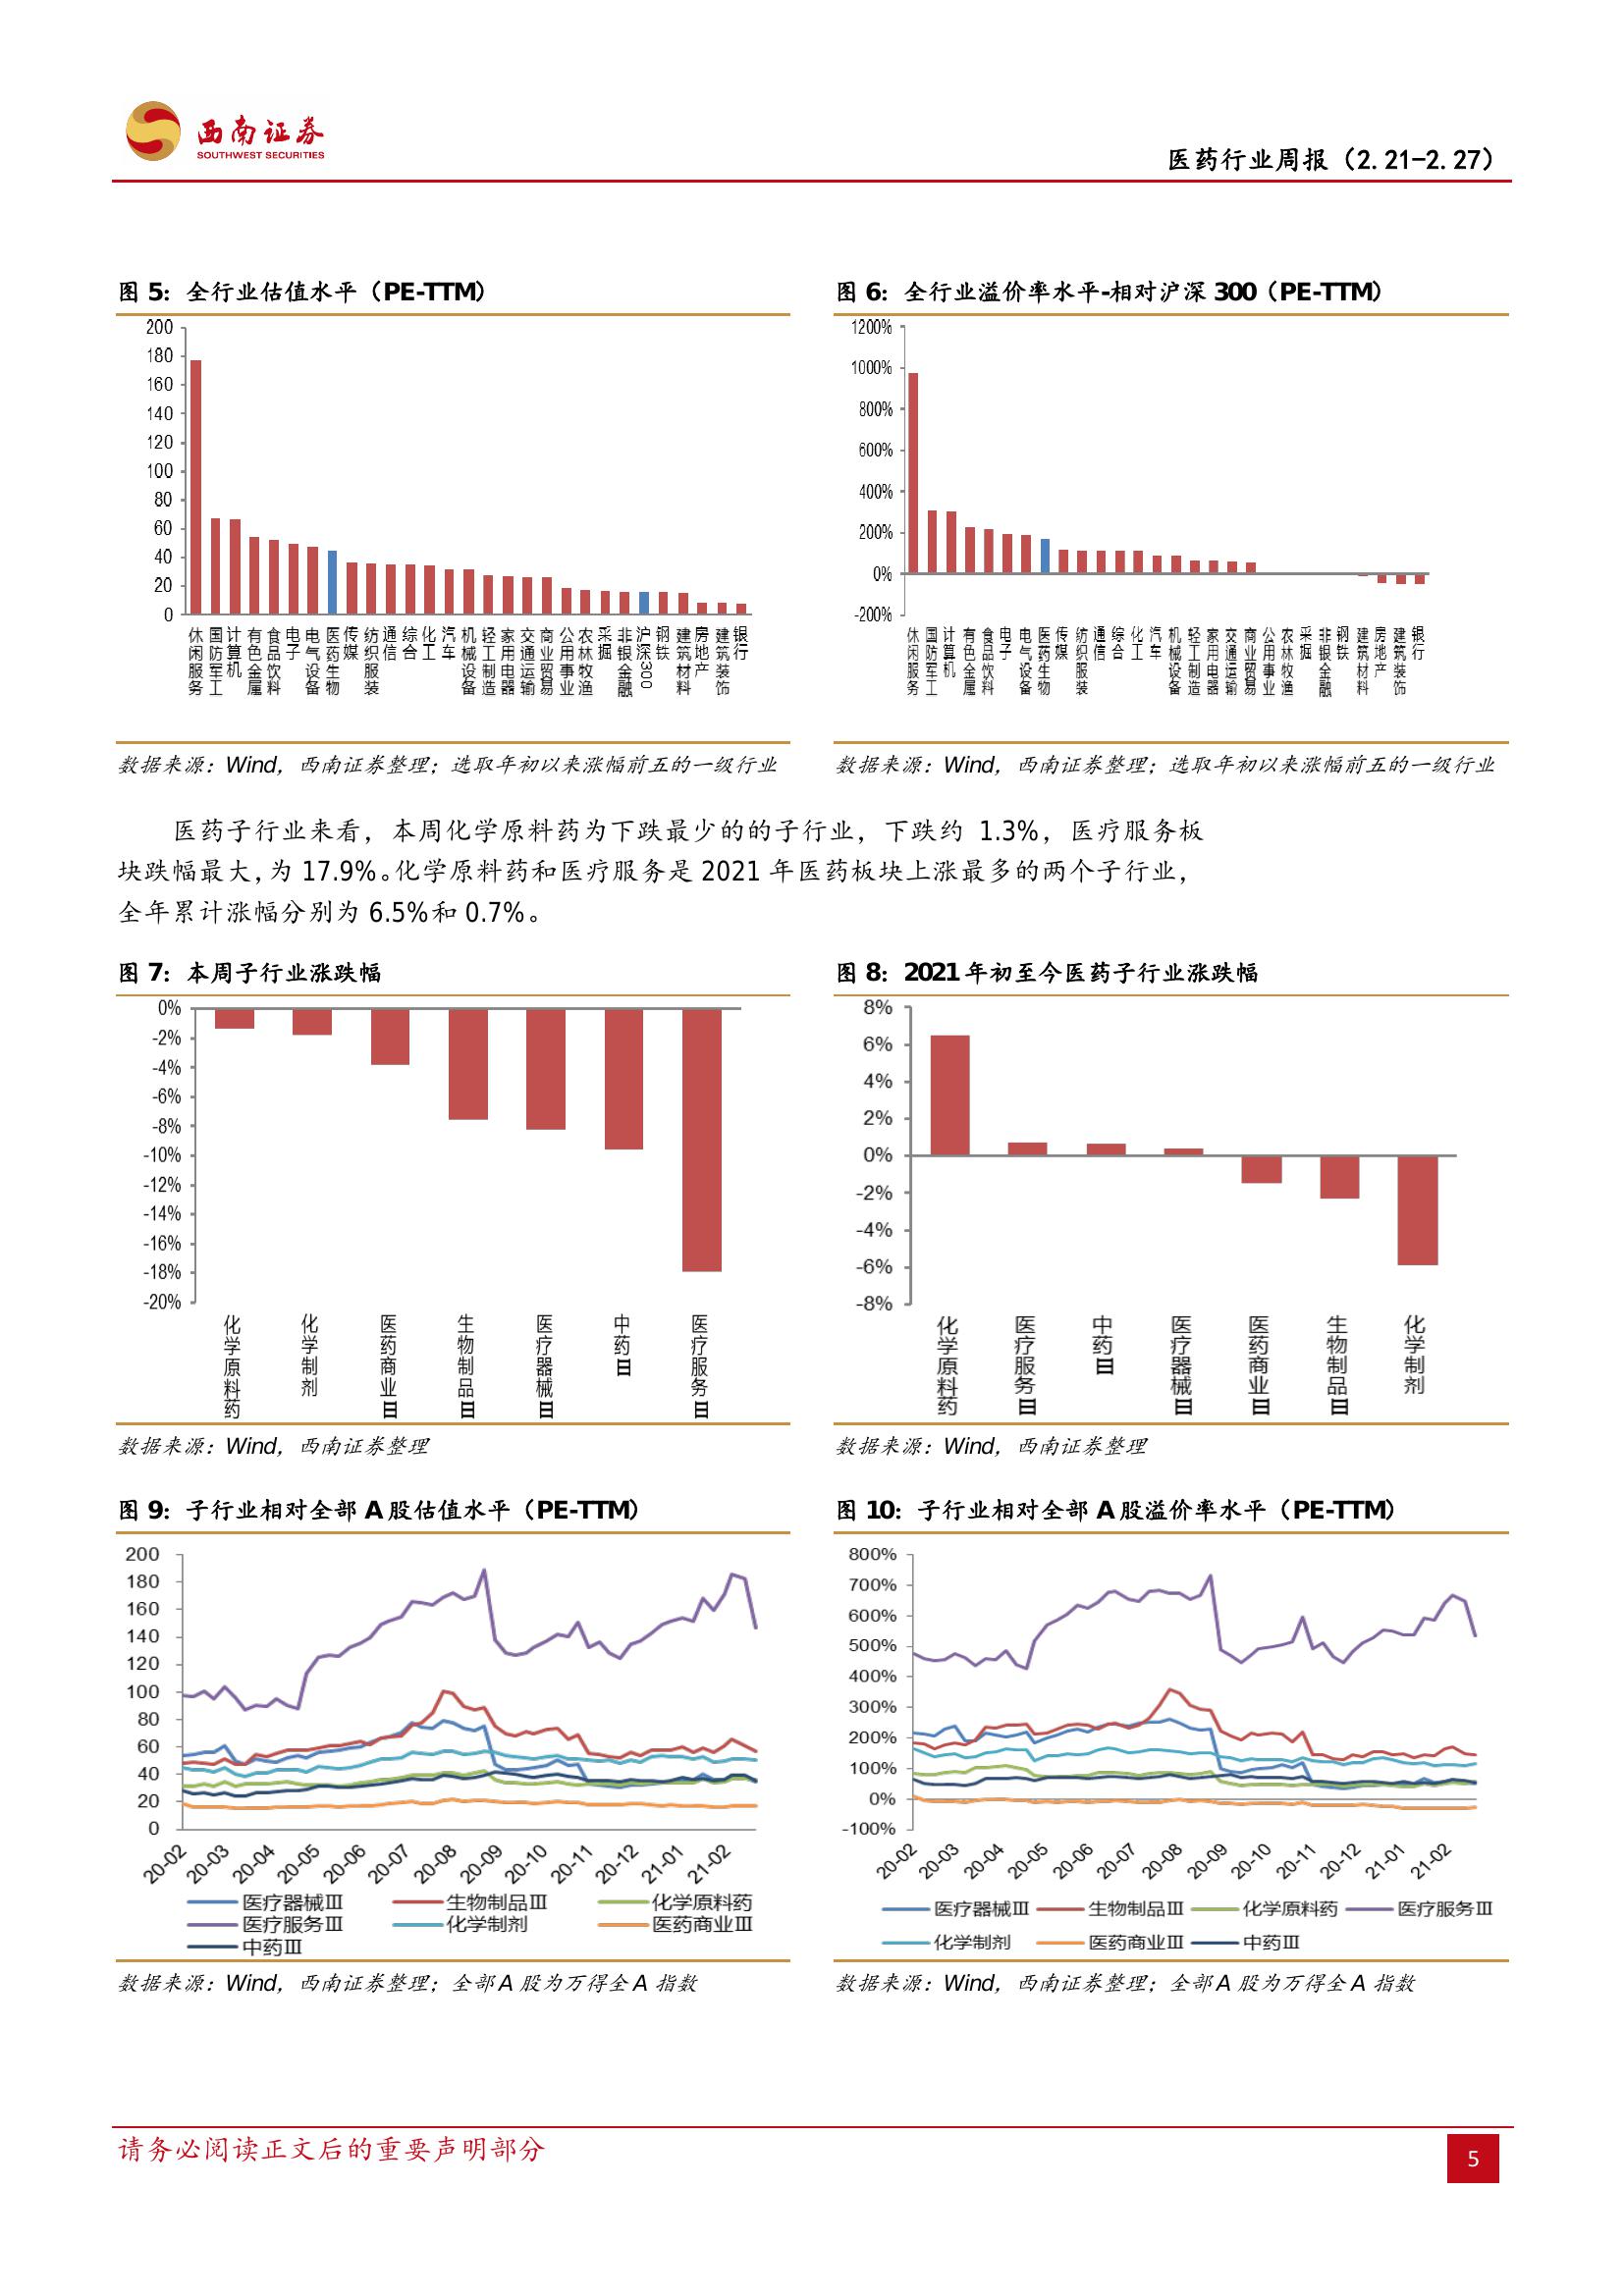 西南证券
SOUTHWEST SECURITIES
医药行业周报（2.21-2.27）
图 5：全行业估值水平（PE-TTM）
200
180
160
140
120
100
80
60
40
20
0
休闲服务
国防军工
计算机
有色金属
食品饮料
电子
电气设备
医药生物
传媒
纺织服装
通信
综合
化工
汽车
机械设备
轻工制造
家用电器
交通运输
商业贸易
公用事业
农林牧渔
采掘
非银金融
沪深300
钢铁
建筑材料
房地产
建筑装饰
银行
数据来源：Wind，西南证券整理；选取年初以来涨幅前五的一级行业
图 6：全行业溢价率水平-相对沪深 300（PE-TTM）
1200%
1000%
800%
600%
400%
200%
0%
-200%
休闲服务
国防军工
计算机
有色金属
食品饮料
电子
电气设备
医药生物
传媒
纺织服装
通信
综合
化工
汽车
机械设备
轻工制造
家用电器
交通运输
商业贸易
公用事业
农林牧渔
采掘
非银金融
钢铁
建筑材料
房地产
建筑装饰
银行
数据来源：Wind，西南证券整理；选取年初以来涨幅前五的一级行业
医药子行业来看，本周化学原料药为下跌最少的的子行业，下跌约 1.3%，医疗服务板
块跌幅最大，为 17.9%。化学原料药和医疗服务是 2021 年医药板块上涨最多的两个子行业，
全年累计涨幅分别为 6.5%和 0.7%。
图 7：本周子行业涨跌幅
0%
-2%
-4%
-6%
-8%
-10%
-12%
-14%
-16%
-18%
-20%
化学原料药
化学制剂
医药商业Ⅲ
生物制品Ⅲ
医疗器械Ⅲ
中药Ⅲ
医疗服务Ⅲ
数据来源：Wind，西南证券整理
图 8：2021 年初至今医药子行业涨跌幅
8%
6%
4%
2%
0%
-2%
-4%
-6%
-8%
化学原料药
医疗服务Ⅲ
中药Ⅲ
医疗器械Ⅲ
医药商业Ⅲ
生物制品Ⅲ
化学制剂
数据来源：Wind，西南证券整理
图 9：子行业相对全部 A 股估值水平（PE-TTM）
200
180
160
140
120
100
80
60
40
20
0
20-02
20-03
20-04
20-05
20-06
20-07
20-08
20-09
20-10
20-11
20-12
21-01
21-02
医疗器械Ⅲ 生物制品Ⅲ 化学原料药
医疗服务Ⅲ 化学制剂 医药商业Ⅲ
中药Ⅲ
数据来源：Wind，西南证券整理；全部 A 股为万得全 A 指数
图 10：子行业相对全部 A 股溢价率水平（PE-TTM）
800%
700%
600%
500%
400%
300%
200%
100%
0%
-100%
20-02
20-03
20-04
20-05
20-06
20-07
20-08
20-09
20-10
20-11
20-12
21-01
21-02
医疗器械Ⅲ 生物制品Ⅲ 化学原料药 医疗服务Ⅲ
化学制剂 医药商业Ⅲ 中药Ⅲ
数据来源：Wind，西南证券整理；全部 A 股为万得全 A 指数
请务必阅读正文后的重要声明部分
5